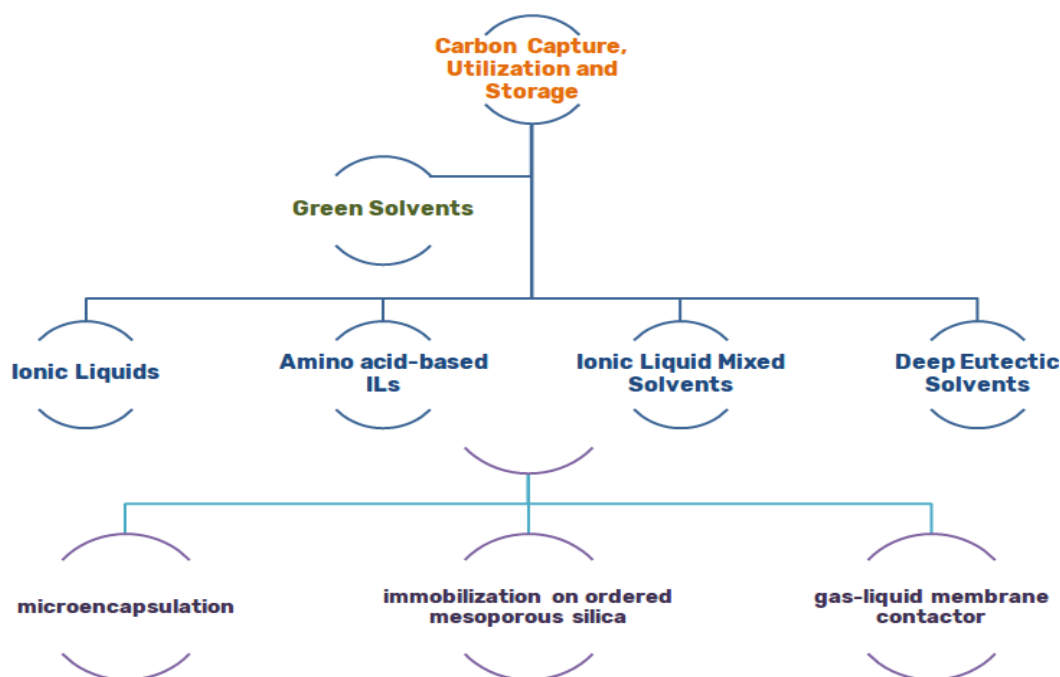 Carbon Capture,
Utilization and
Storage
Green Solvents
Ionic Liquids
Amino acid-based
ILs
Ionic Liquid Mixed
Solvents
Deep Eutectic
Solvents
microencapsulation
immobilization on ordered
mesoporous silica
gas-liquid membrane
contactor